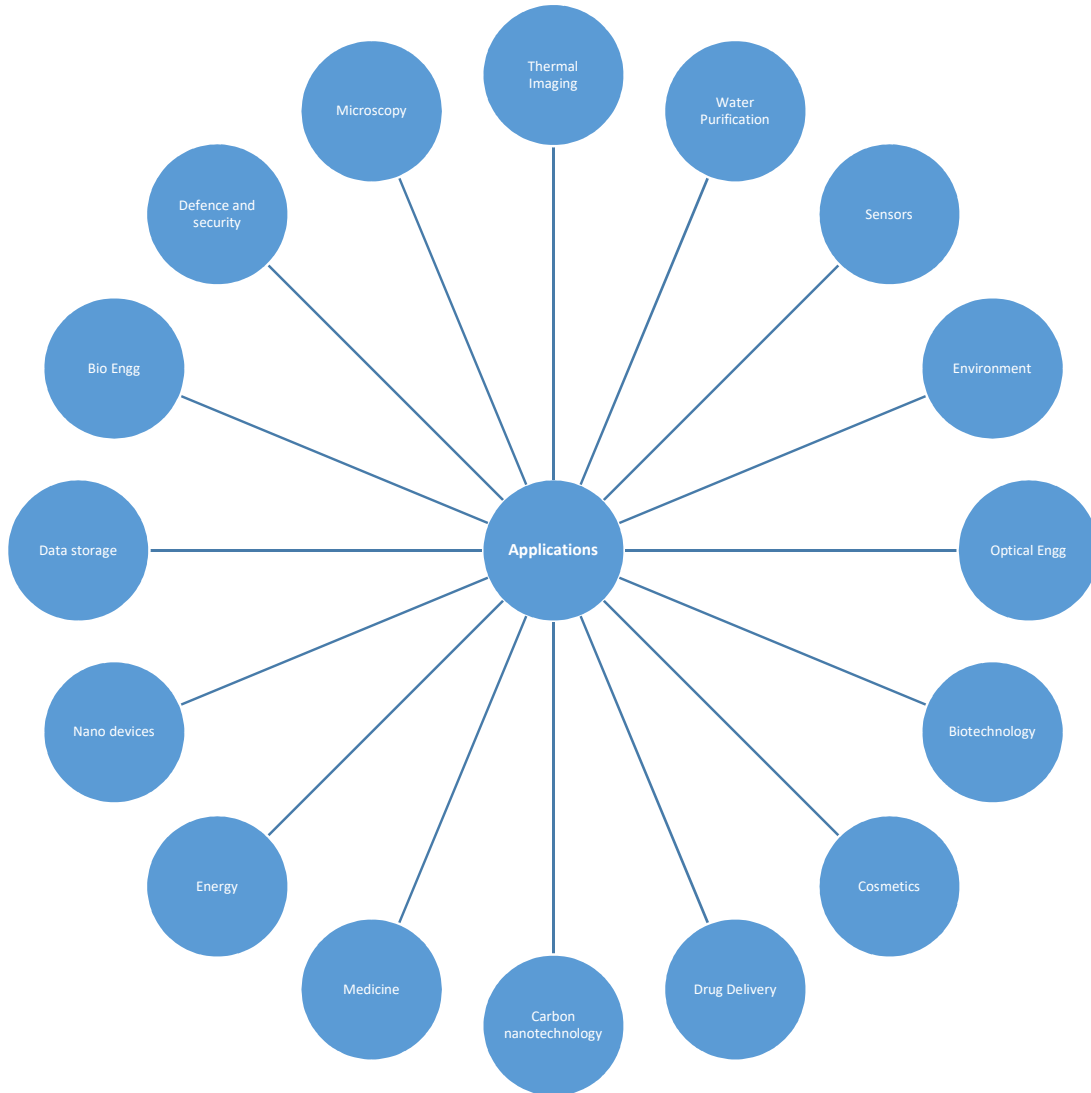 Thermal
Imaging
Water
Purification
Sensors
Environment
Optical Engg
Biotechnology
Cosmetics
Drug Delivery
Carbon
nanotechnology
Medicine
Energy
Nano devices
Data storage
Bio Engg
Defence and
security
Microscopy
Applications